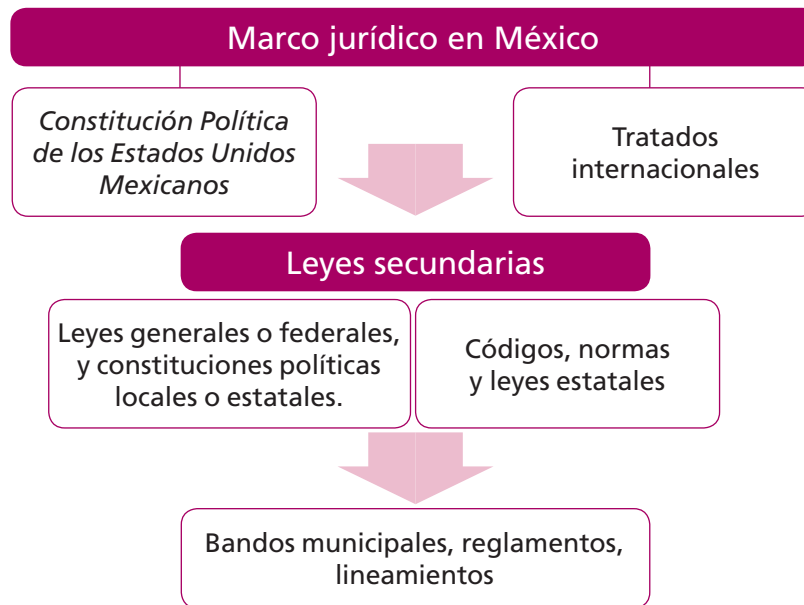 Marco jurídico en México
Constitución Política
de los Estados Unidos
Mexicanos
Tratados
internacionales
Leyes secundarias
Leyes generales o federales,
y constituciones políticas
locales o estatales.
Códigos, normas
y leyes estatales
Bandos municipales, reglamentos,
lineamientos